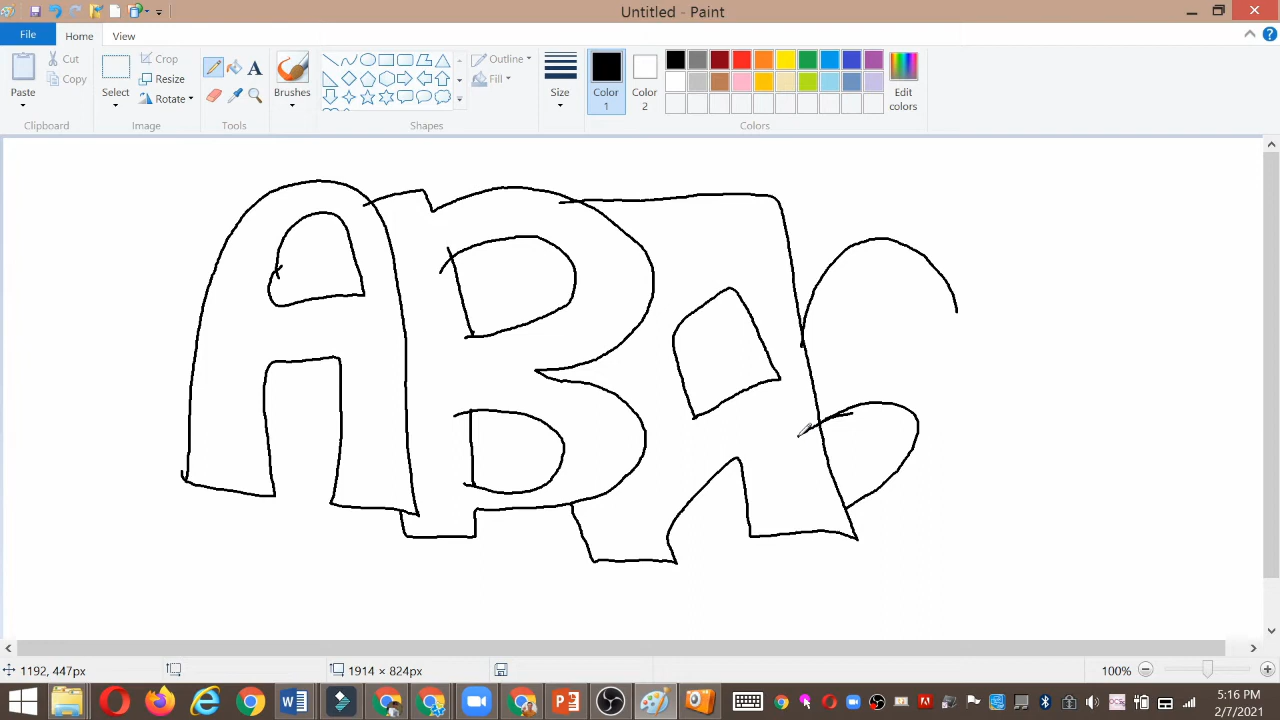 Untitled - Paint
File Home View
Paste Cut Copy Clipboard
Select Crop Resize Rotate Image
A Tools
Brushes
Outline Fill Shapes
Size
Color 1
Color 2
Edit colors
Colors
ABA
1192, 447px
1914 × 824px
100%
5:16 PM
2/7/2021